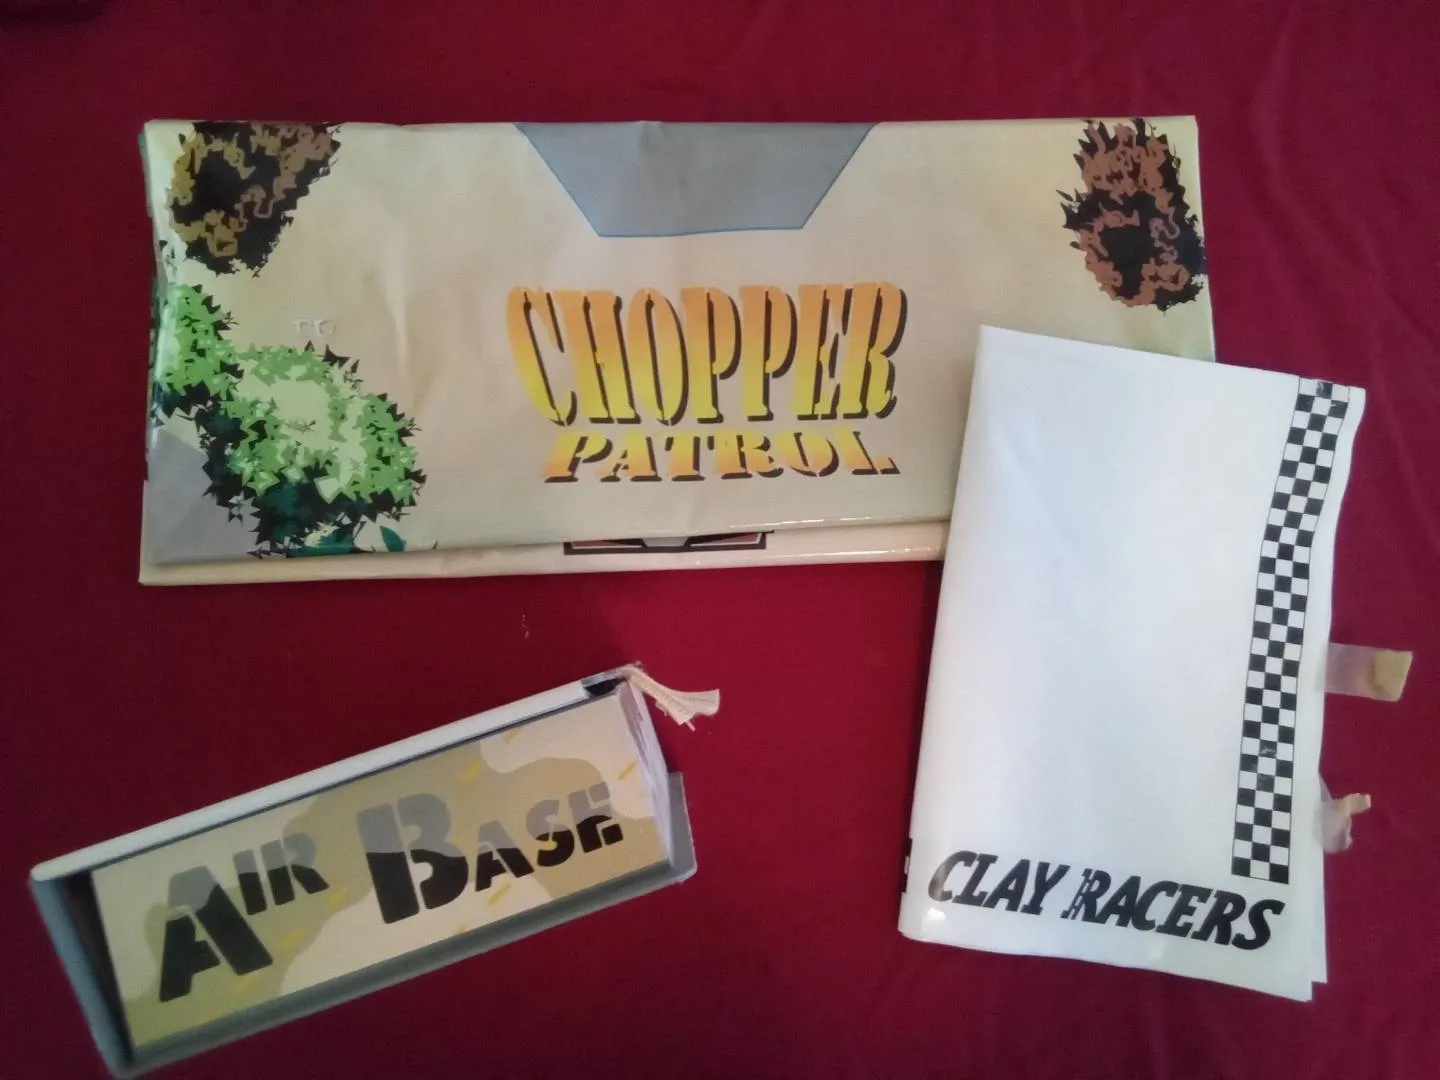 CHOPPER
PATROL
AIR BASE
CLAY RACERS